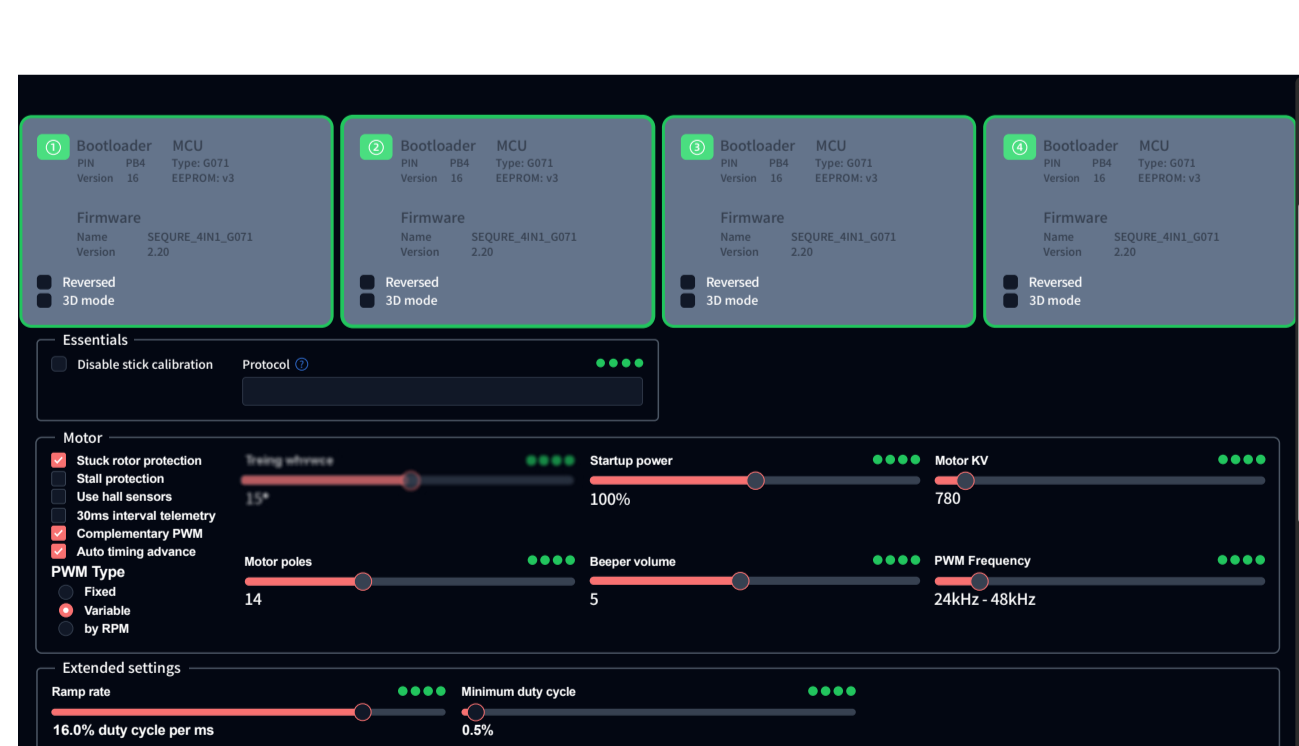 ① Bootloader MCU
PIN PB4 Type: G071
Version 16 EEPROM: v3
Firmware
Name SEQURE_4IN1_G071
Version 2.20
Reversed
3D mode
② Bootloader MCU
PIN PB4 Type: G071
Version 16 EEPROM: v3
Firmware
Name SEQURE_4IN1_G071
Version 2.20
Reversed
3D mode
③ Bootloader MCU
PIN PB4 Type: G071
Version 16 EEPROM: v3
Firmware
Name SEQURE_4IN1_G071
Version 2.20
Reversed
3D mode
④ Bootloader MCU
PIN PB4 Type: G071
Version 16 EEPROM: v3
Firmware
Name SEQURE_4IN1_G071
Version 2.20
Reversed
3D mode
Essentials
Disable stick calibration
Protocol ?
Motor
Stuck rotor protection
Stall protection
Use hall sensors
30ms interval telemetry
Complementary PWM
Auto timing advance
PWM Type
Fixed
Variable
by RPM
15°
Startup power
100%
Motor KV
780
Motor poles
14
Beeper volume
5
PWM Frequency
24kHz - 48kHz
Extended settings
Ramp rate
16.0% duty cycle per ms
Minimum duty cycle
0.5%